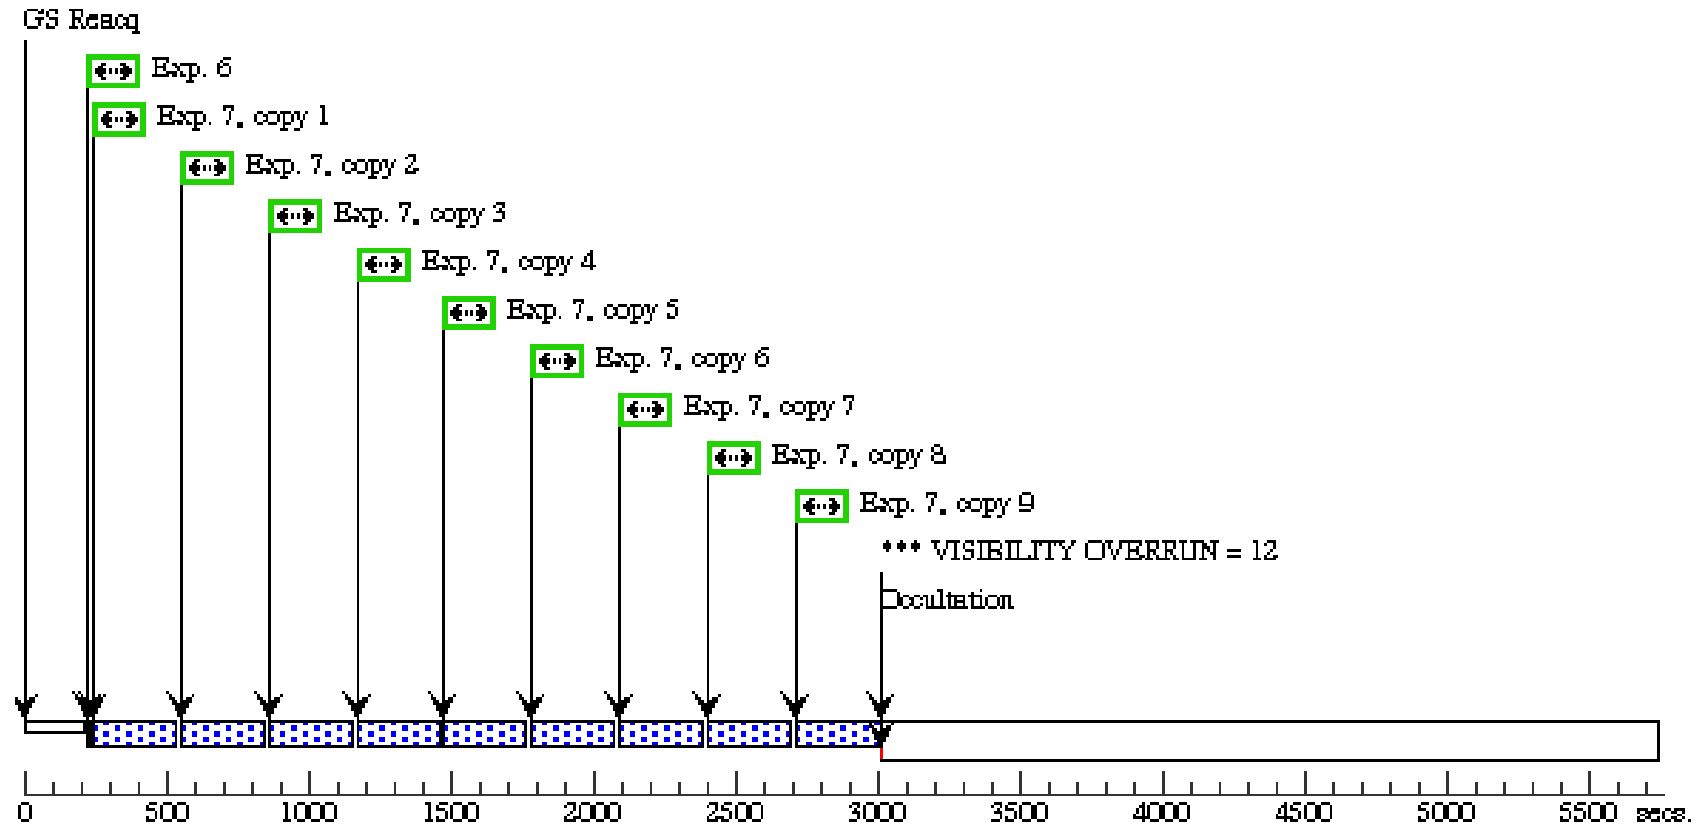 GS Reacq
Exp. 6
Exp. 7, copy 1
Exp. 7, copy 2
Exp. 7, copy 3
Exp. 7, copy 4
Exp. 7, copy 5
Exp. 7, copy 6
Exp. 7, copy 7
Exp. 7, copy 8
Exp. 7, copy 9
*** VISIBILITY OVERRUN = 12
Occultation
0 500 1000 1500 2000 2500 3000 3500 4000 4500 5000 5500 secs.